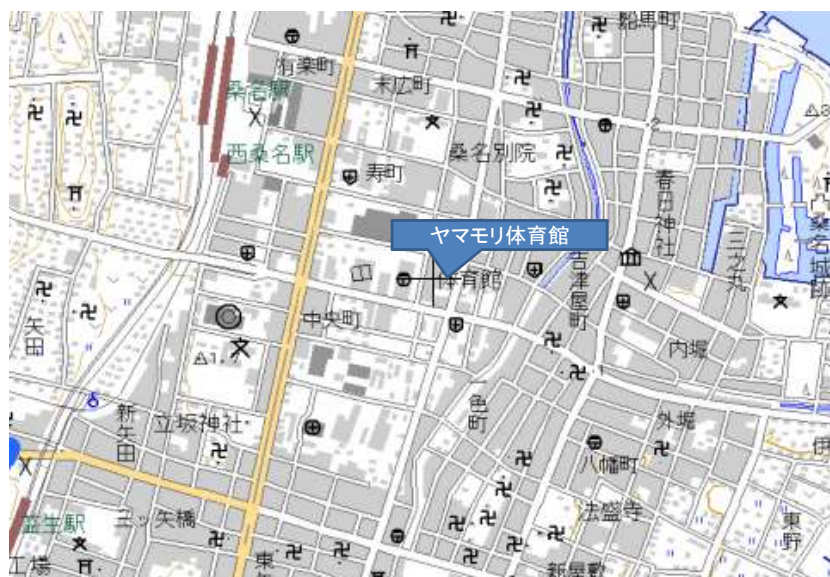 船馬町
有楽町
末広町
桑名駅
西桑名駅
桑名別院
寿町
春日神社
三之丸
桑名城跡
ヤマモリ体育館
体育館
吉津屋町
中央町
矢田
内堀
一色町
新矢田
立坂神社
外堀
八幡町
益生駅
三ッ矢橋
法盛寺
東野
工場
新屋敷